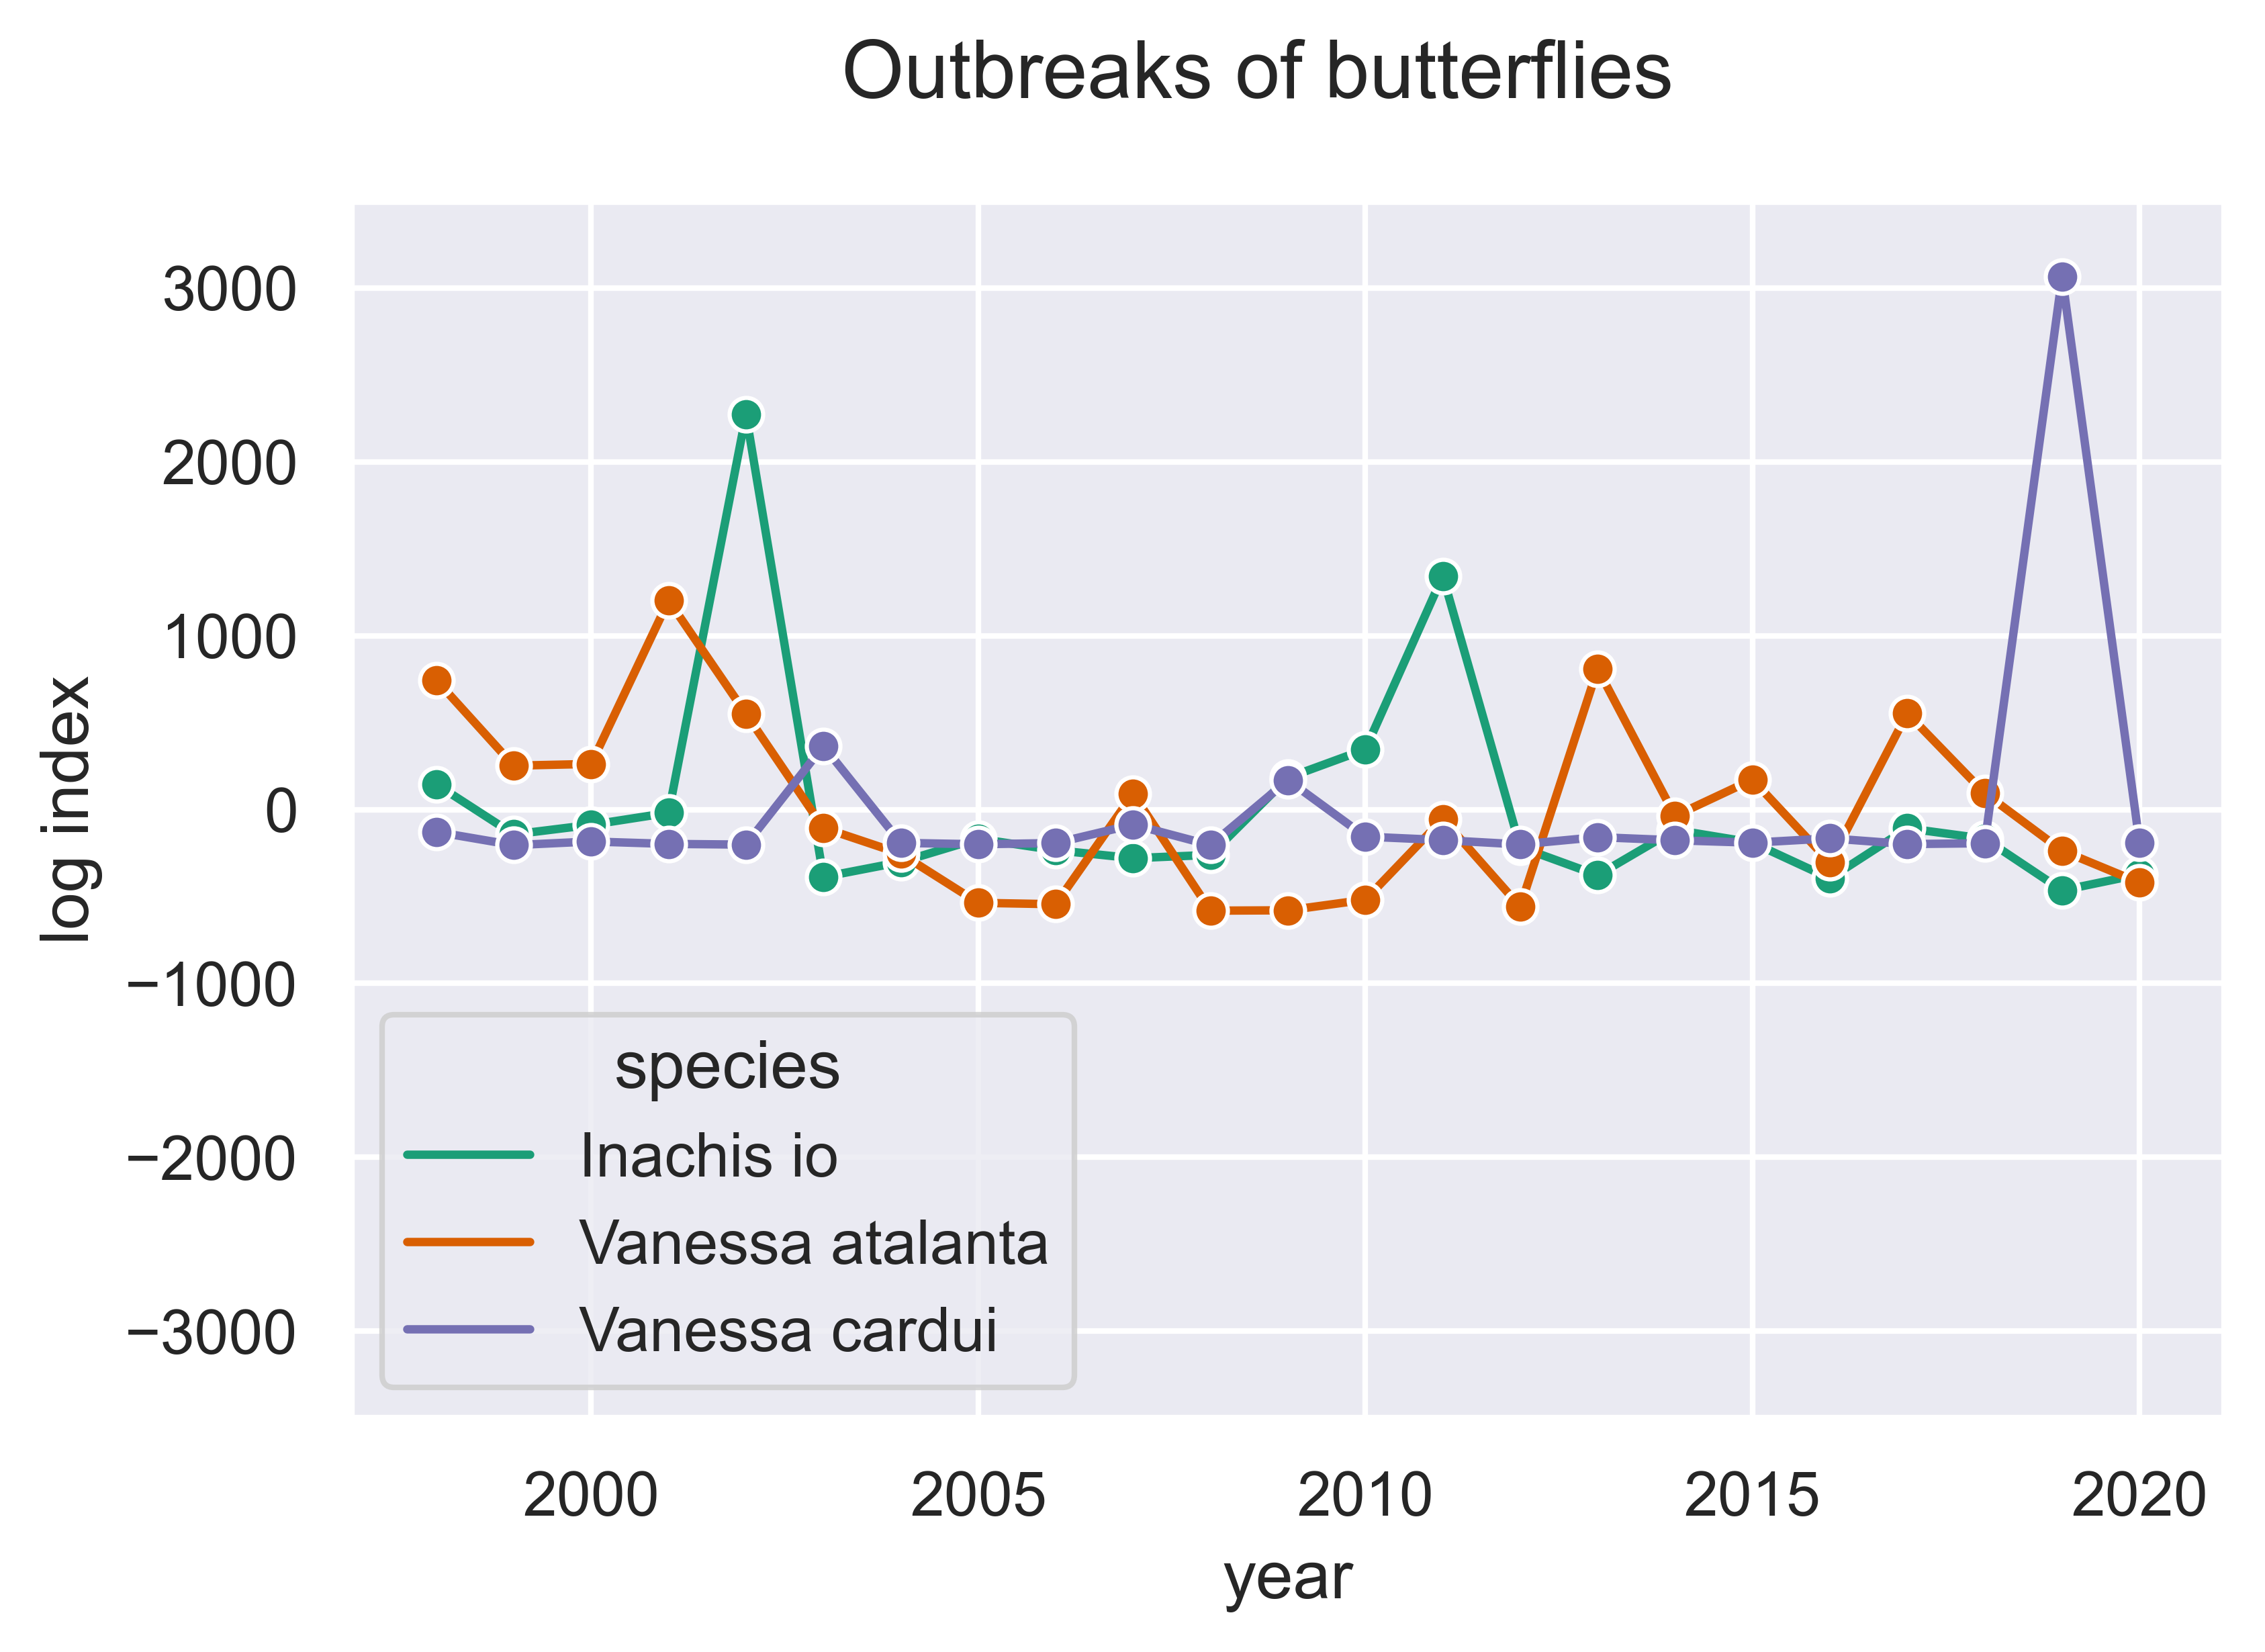 Outbreaks of butterflies
3000
2000
1000
0
−1000
−2000
−3000
log index
species
Inachis io
Vanessa atalanta
Vanessa cardui
2000 2005 2010 2015 2020
year